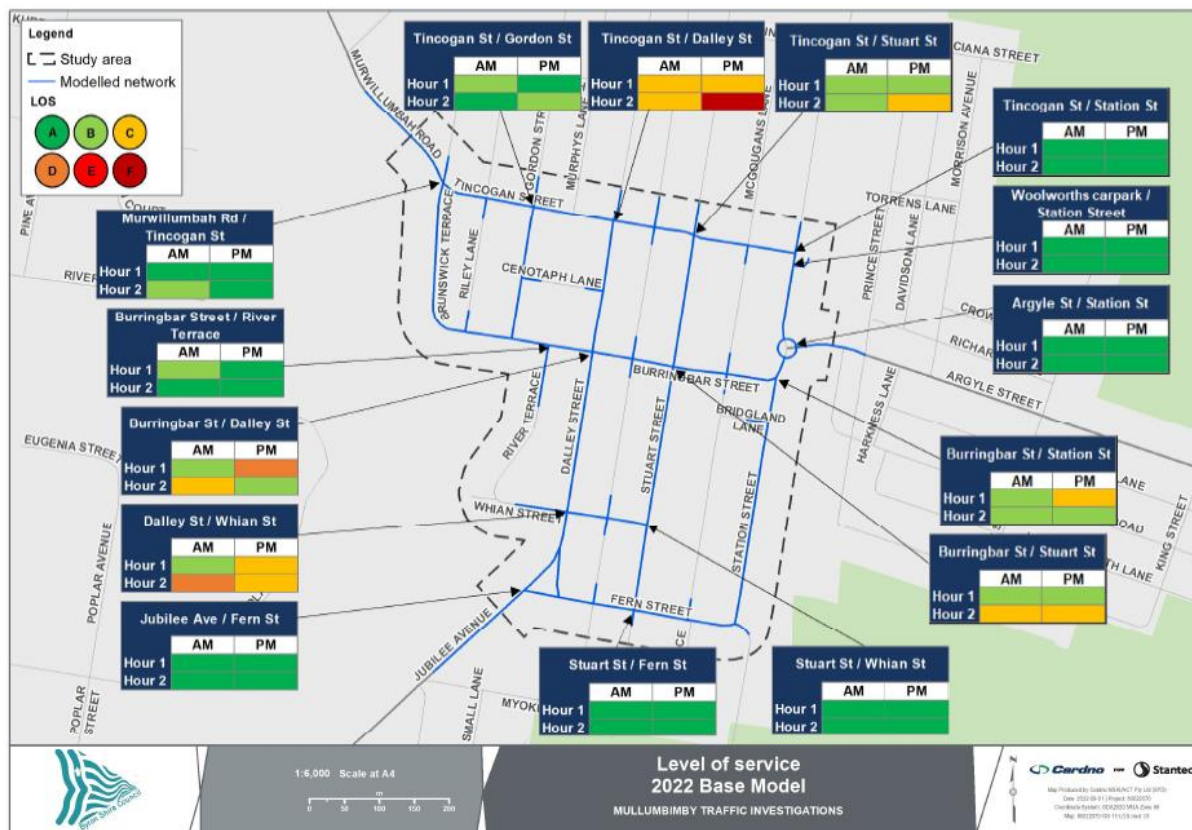 Legend
Study area
Modelled network
LOS
A B C
D E F
Tincogan St / Gordon St
AM PM
Hour 1
Hour 2
Tincogan St / Dalley St
AM PM
Hour 1
Hour 2
Tincogan St / Stuart St
AM PM
Hour 1
Hour 2
CIANA STREET
Tincogan St / Station St
AM PM
Hour 1
Hour 2
Woolworths carpark /
Station Street
AM PM
Hour 1
Hour 2
Argyle St / Station St
AM PM
Hour 1
Hour 2
Murwillumbah Rd /
Tincogan St
AM PM
Hour 1
Hour 2
Burringbar Street / River
Terrace
AM PM
Hour 1
Hour 2
Burringbar St / Dalley St
AM PM
Hour 1
Hour 2
Dalley St / Whian St
AM PM
Hour 1
Hour 2
Jubilee Ave / Fern St
AM PM
Hour 1
Hour 2
Burringbar St / Station St
AM PM
Hour 1
Hour 2
Burringbar St / Stuart St
AM PM
Hour 1
Hour 2
Stuart St / Fern St
AM PM
Hour 1
Hour 2
Stuart St / Whian St
AM PM
Hour 1
Hour 2
MURWILLUMBAH ROAD
GORDON STR
MURPHYS LANE
MCGOUGANS LANE
MORRISON AVENUE
TINCOGAN STREET
TORRENS LANE
PRINCE STREET
DAVIDSON LANE
BRUNSWICK TERRACE
RILEY LANE
CENOTAPH LANE
COURT
RIVER
CROW
RICHAR
ARGYLE STREET
BURRINGBAR STREET
BRIDGLAND
LANE
HARKNESS LANE
RIVER TERRACE
DALLEY STREET
STUART STREET
STATION STREET
EUGENIA STREET
WHIAN STREET
POPLAR AVENUE
LANE
KING STREET
TH LANE
FERN STREET
JUBILEE AVENUE
POPLAR
STREET
SMALL LANE
Byron Shire Council
1:6,000 Scale at A4
m
0 50 100 150 200
Level of service
2022 Base Model
MULLUMBIMBY TRAFFIC INVESTIGATIONS
Cardno now Stantec